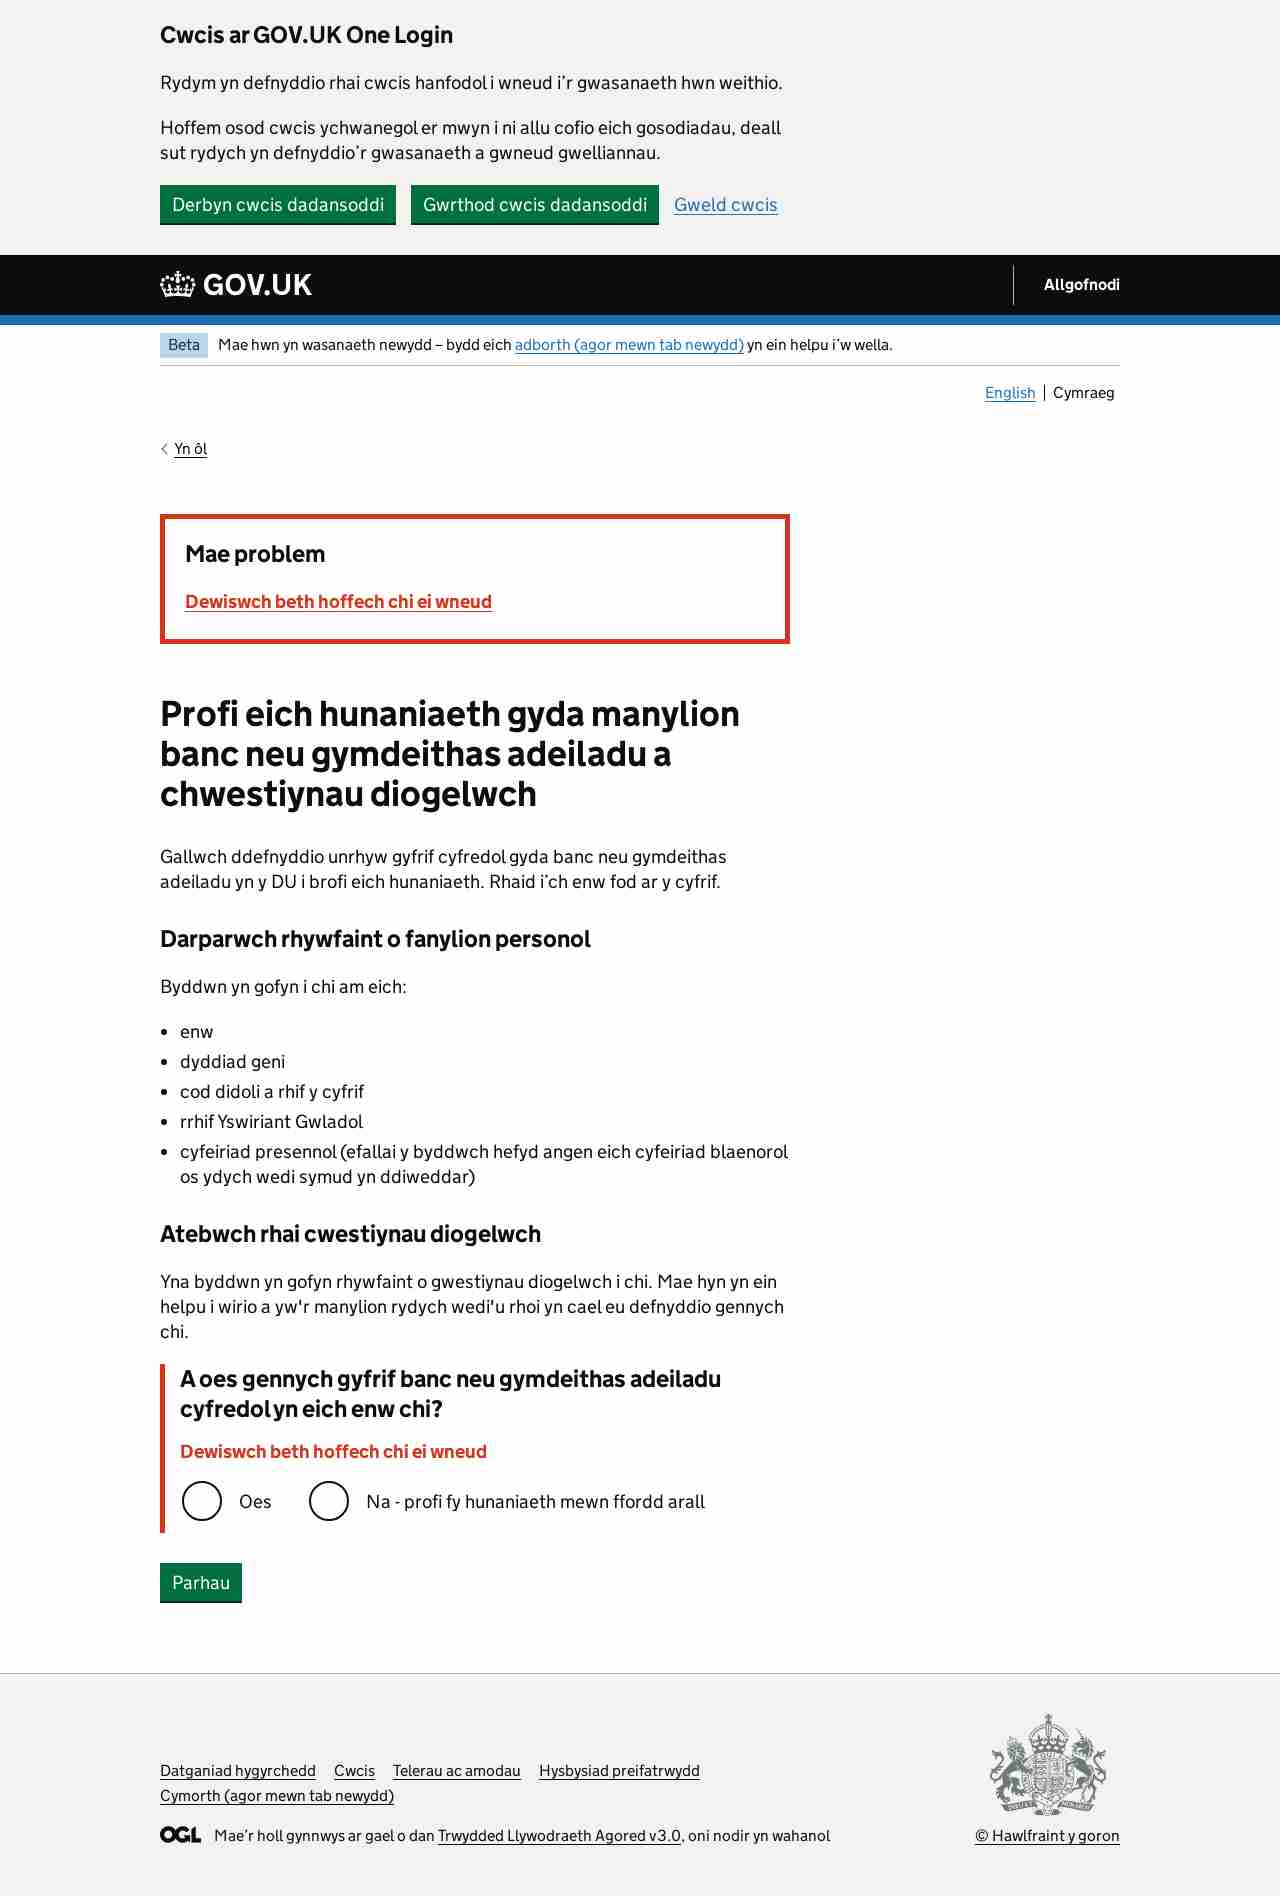 Cwcis ar GOV.UK One Login
Rydym yn defnyddio rhai cwcis hanfodol i wneud i’r gwasanaeth hwn weithio.
Hoffem osod cwcis ychwanegol er mwyn i ni allu cofio eich gosodiadau, deall
sut rydych yn defnyddio’r gwasanaeth a gwneud gwelliannau.
Derbyn cwcis dadansoddi Gwrthod cwcis dadansoddi Gweld cwcis
GOV.UK Allgofnodi
Beta Mae hwn yn wasanaeth newydd – bydd eich adborth (agor mewn tab newydd) yn ein helpu i’w wella.
English Cymraeg
Yn ôl
Mae problem
Dewiswch beth hoffech chi ei wneud
Profi eich hunaniaeth gyda manylion
banc neu gymdeithas adeiladu a
chwestiynau diogelwch
Gallwch ddefnyddio unrhyw gyfrif cyfredol gyda banc neu gymdeithas
adeiladu yn y DU i brofi eich hunaniaeth. Rhaid i’ch enw fod ar y cyfrif.
Darparwch rhywfaint o fanylion personol
Byddwn yn gofyn i chi am eich:
• enw
• dyddiad geni
• cod didoli a rhif y cyfrif
• rrhif Yswiriant Gwladol
• cyfeiriad presennol (efallai y byddwch hefyd angen eich cyfeiriad blaenorol
os ydych wedi symud yn ddiweddar)
Atebwch rhai cwestiynau diogelwch
Yna byddwn yn gofyn rhywfaint o gwestiynau diogelwch i chi. Mae hyn yn ein
helpu i wirio a yw'r manylion rydych wedi'u rhoi yn cael eu defnyddio gennych
chi.
A oes gennych gyfrif banc neu gymdeithas adeiladu
cyfredol yn eich enw chi?
Dewiswch beth hoffech chi ei wneud
Oes Na - profi fy hunaniaeth mewn ffordd arall
Parhau
Datganiad hygyrchedd Cwcis Telerau ac amodau Hysbysiad preifatrwydd
Cymorth (agor mewn tab newydd)
OGL Mae’r holl gynnwys ar gael o dan Trwydded Llywodraeth Agored v3.0, oni nodir yn wahanol
© Hawlfraint y goron